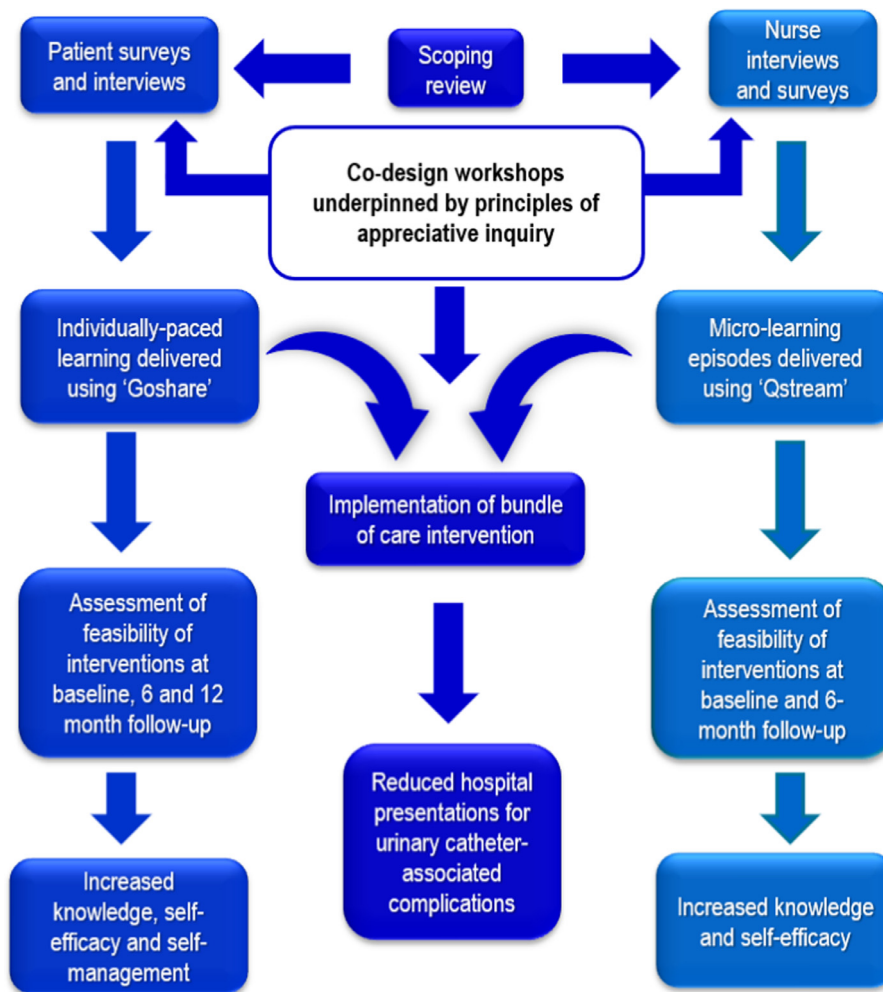 Patient surveys
and interviews
Scoping
review
Nurse
interviews
and surveys
Co-design workshops
underpinned by principles of
appreciative inquiry
Individually-paced
learning delivered
using ‘Goshare’
Micro-learning
episodes delivered
using ‘Qstream’
Implementation of bundle
of care intervention
Assessment of
feasibility of
interventions at
baseline, 6 and 12
month follow-up
Assessment of
feasibility of
interventions at
baseline and 6-
month follow-up
Reduced hospital
presentations for
urinary catheter-
associated
complications
Increased
knowledge, self-
efficacy and self-
management
Increased knowledge
and self-efficacy